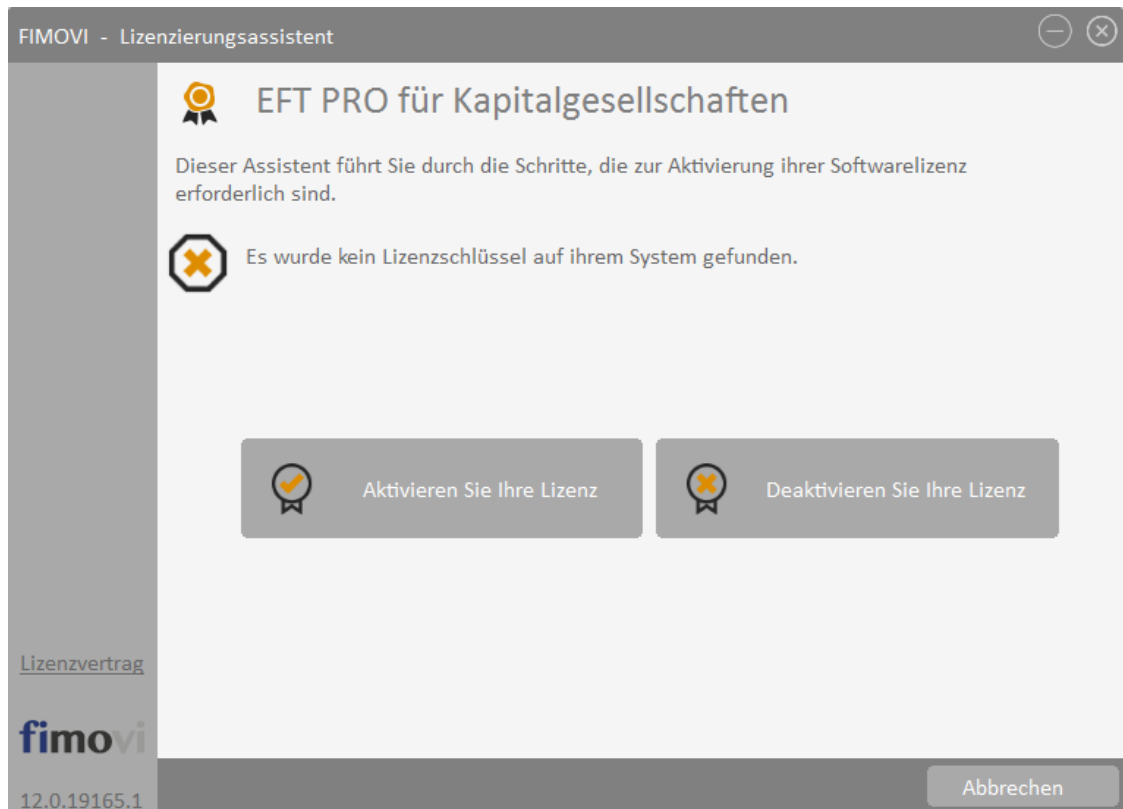 FIMOVI - Lizenzierungsassistent
EFT PRO für Kapitalgesellschaften
Dieser Assistent führt Sie durch die Schritte, die zur Aktivierung ihrer Softwarelizenz
erforderlich sind.
Es wurde kein Lizenzschlüssel auf ihrem System gefunden.
Aktivieren Sie Ihre Lizenz
Deaktivieren Sie Ihre Lizenz
Lizenzvertrag
fimovi
12.0.19165.1
Abbrechen